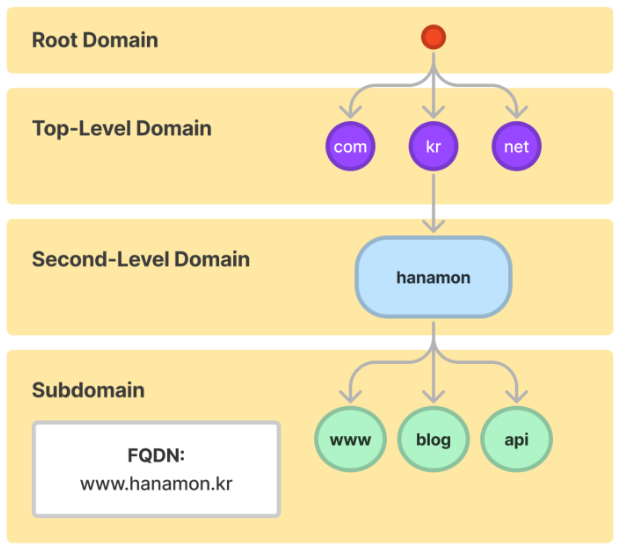 Root Domain
Top-Level Domain
com
kr
net
Second-Level Domain
hanamon
Subdomain
www
blog
api
FQDN:
www.hanamon.kr